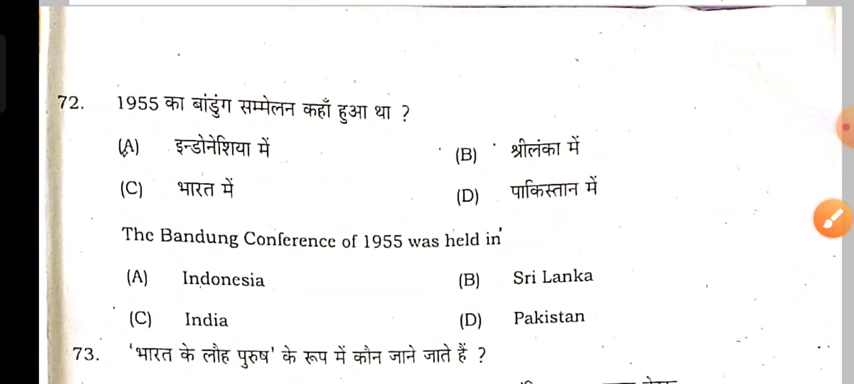 72. 1955 का बांडुंग सम्मेलन कहाँ हुआ था ?
(A) इन्डोनेशिया में (B) श्रीलंका में
(C) भारत में (D) पाकिस्तान में
The Bandung Conference of 1955 was held in
(A) Indonesia (B) Sri Lanka
(C) India (D) Pakistan
73. 'भारत के लौह पुरुष' के रूप में कौन जाने जाते हैं ?